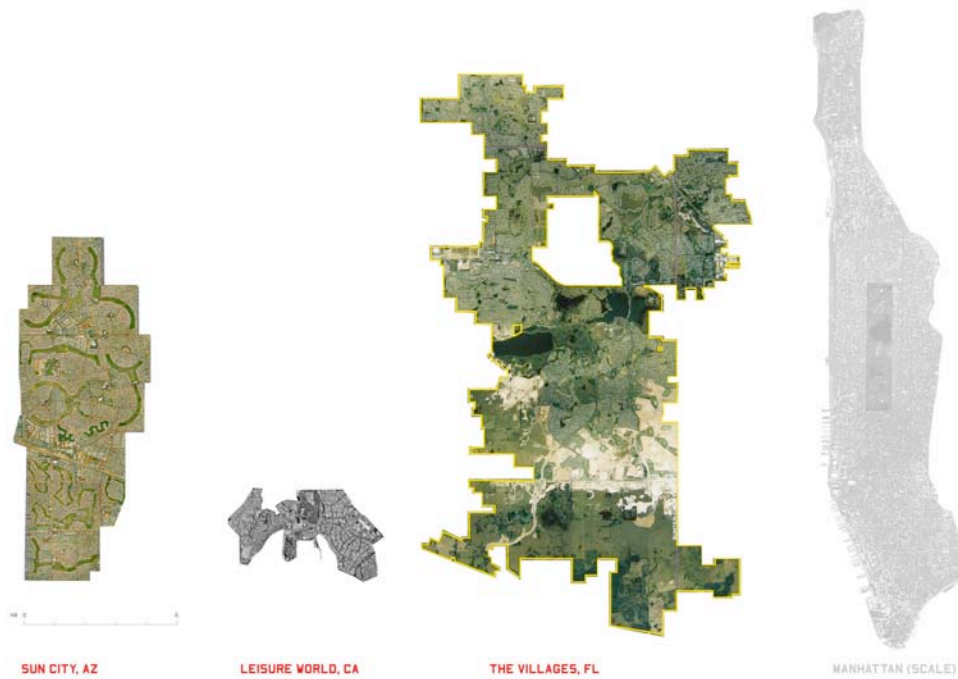 SUN CITY, AZ
LEISURE WORLD, CA
THE VILLAGES, FL
MANHATTAN (SCALE)